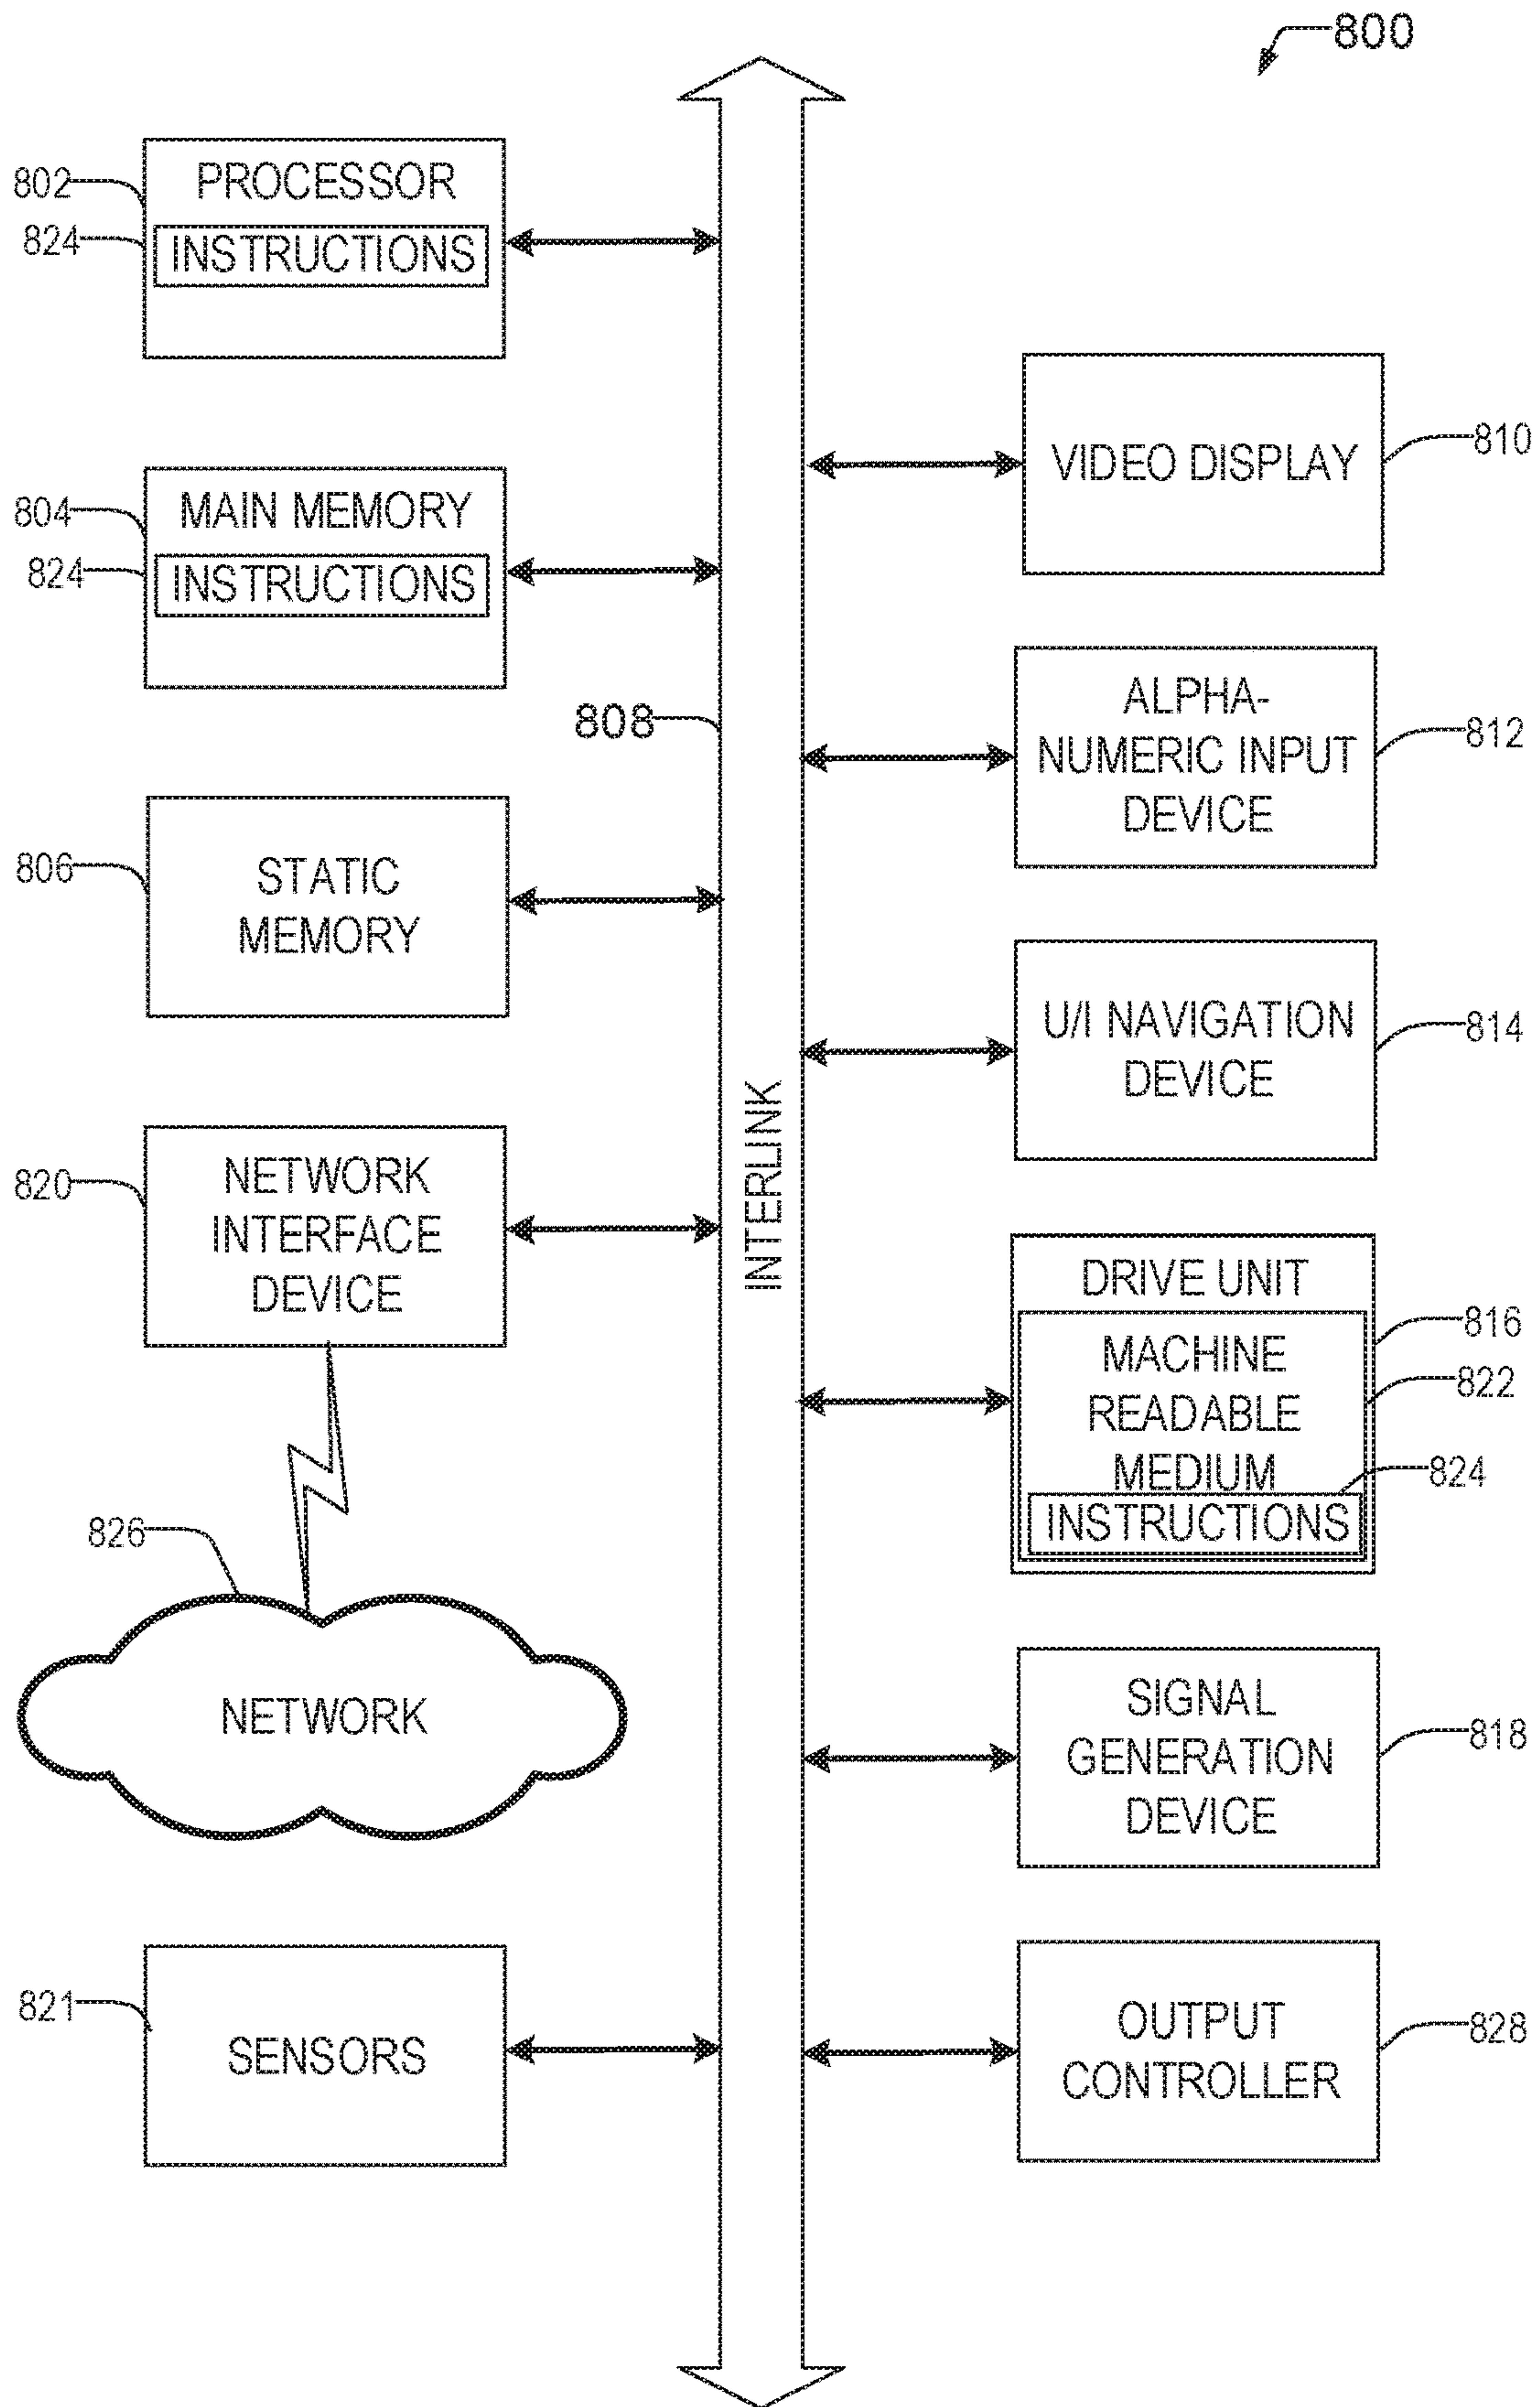 800
PROCESSOR
802
824
INSTRUCTIONS
MAIN MEMORY
804
824
INSTRUCTIONS
808
STATIC
MEMORY
806
NETWORK
INTERFACE
DEVICE
820
826
NETWORK
821
SENSORS
INTERLINK
VIDEO DISPLAY
810
ALPHA-
NUMERIC INPUT
DEVICE
812
U/I NAVIGATION
DEVICE
814
DRIVE UNIT
816
MACHINE
READABLE
MEDIUM
822
824
INSTRUCTIONS
SIGNAL
GENERATION
DEVICE
818
OUTPUT
CONTROLLER
828